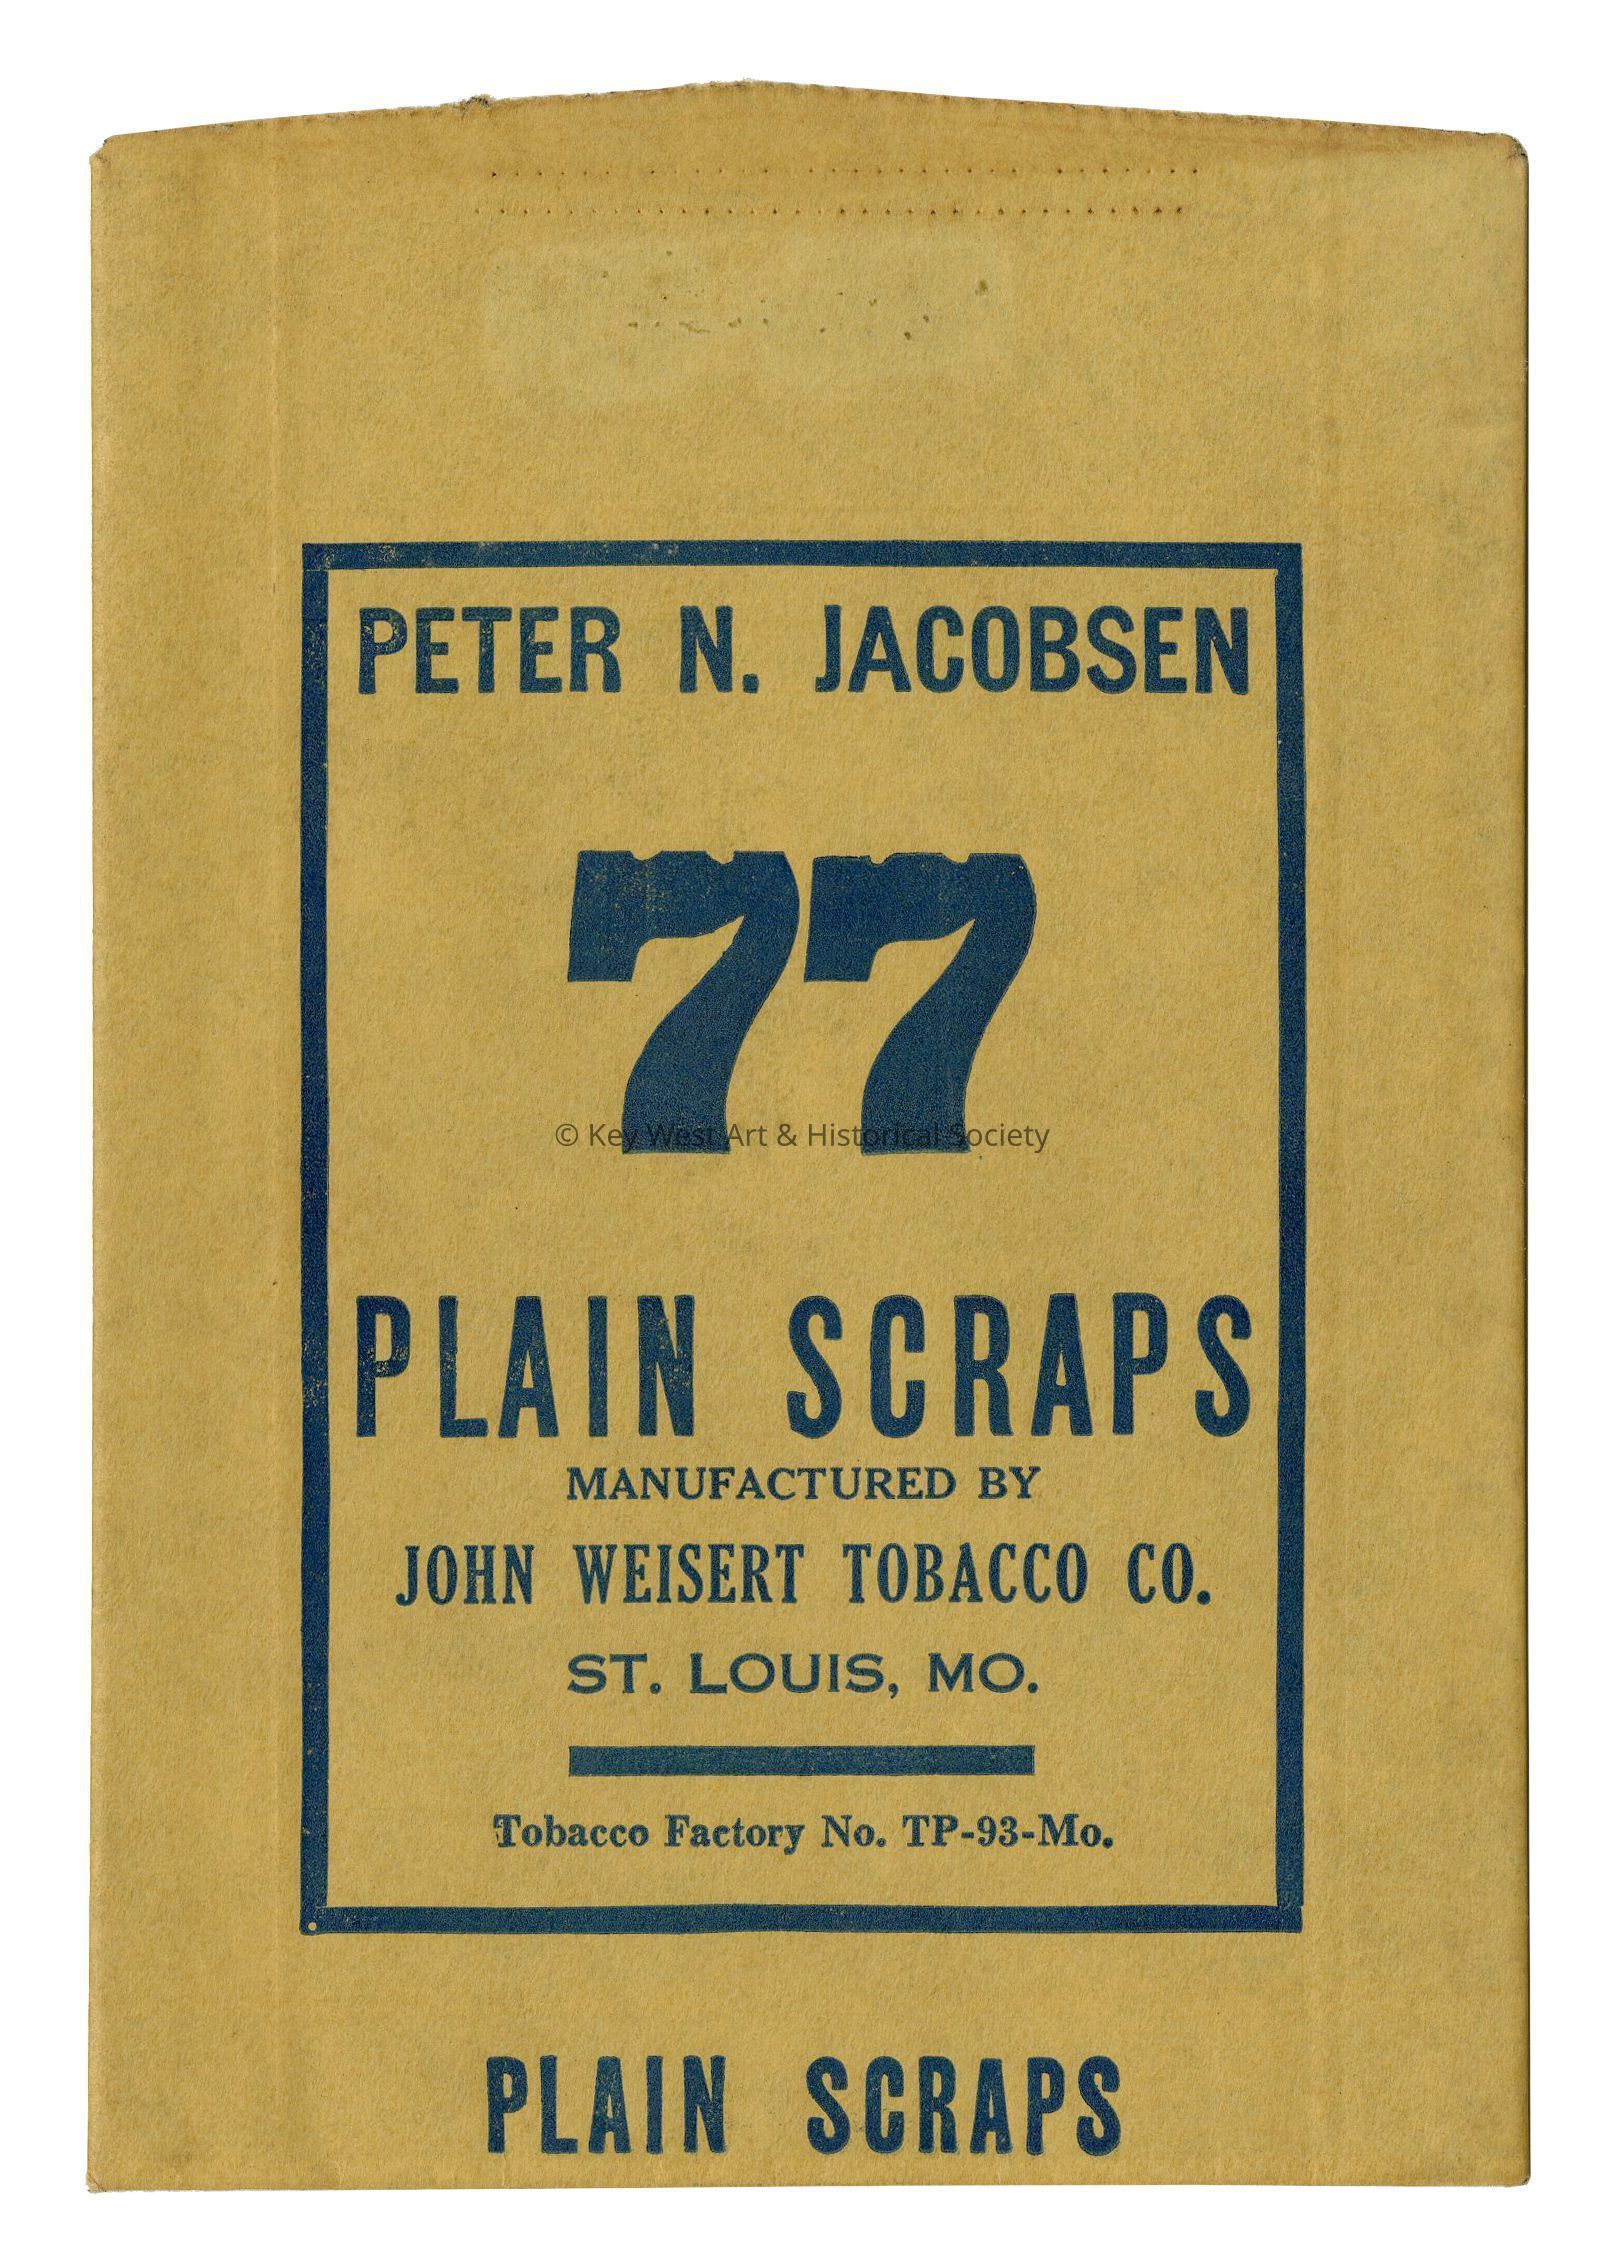 PETER N. JACOBSEN
77
© Key West Art & Historical Society
PLAIN SCRAPS
MANUFACTURED BY
JOHN WEISERT TOBACCO CO.
ST. LOUIS, MO.
Tobacco Factory No. TP-93-Mo.
PLAIN SCRAPS